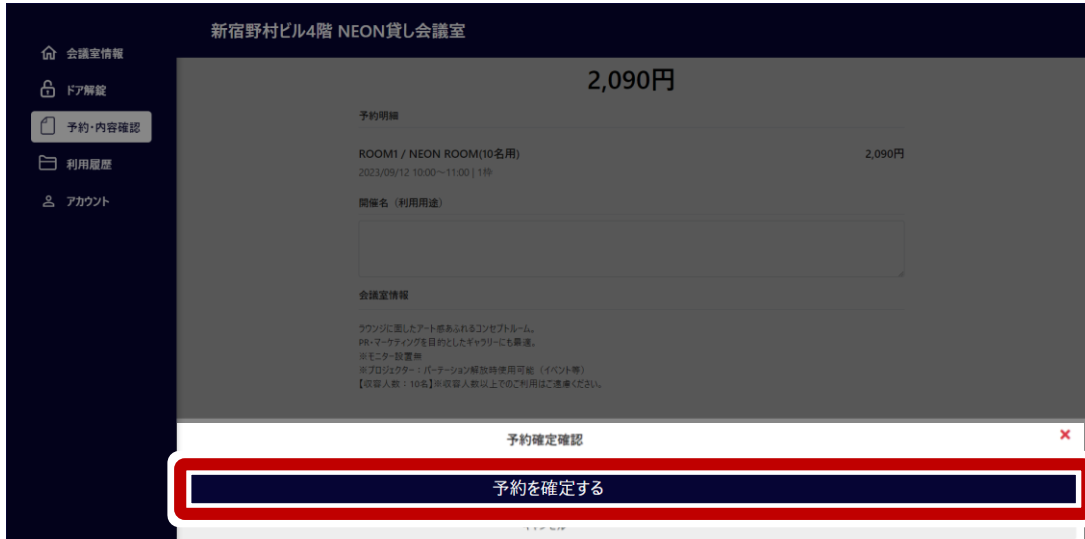 新宿野村ビル4階 NEON貸し会議室
会議室情報
ドア解錠
予約・内容確認
利用履歴
アカウント
2,090円
予約明細
ROOM1 / NEON ROOM(10名用) 2,090円
2023/09/12 10:00～11:00 | 1枠
開催名（利用用途）
会議室情報
ラウンジに面したアート感あふれるコンセプトルーム。
PR・マーケティングを目的としたギャラリーにも最適。
※モニター設置無
※プロジェクター：パーテーション解放時使用可能（イベント等）
【収容人数：10名】※収容人数以上でのご利用はご遠慮ください。
予約確定確認
予約を確定する